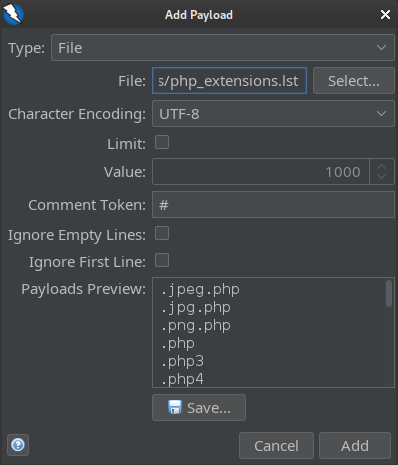 Add Payload
Type: File
File: s/php_extensions.lst Select...
Character Encoding: UTF-8
Limit:
Value: 1000
Comment Token: #
Ignore Empty Lines:
Ignore First Line:
Payloads Preview: .jpeg.php
.jpg.php
.png.php
.php
.php3
.php4
Save...
Cancel Add